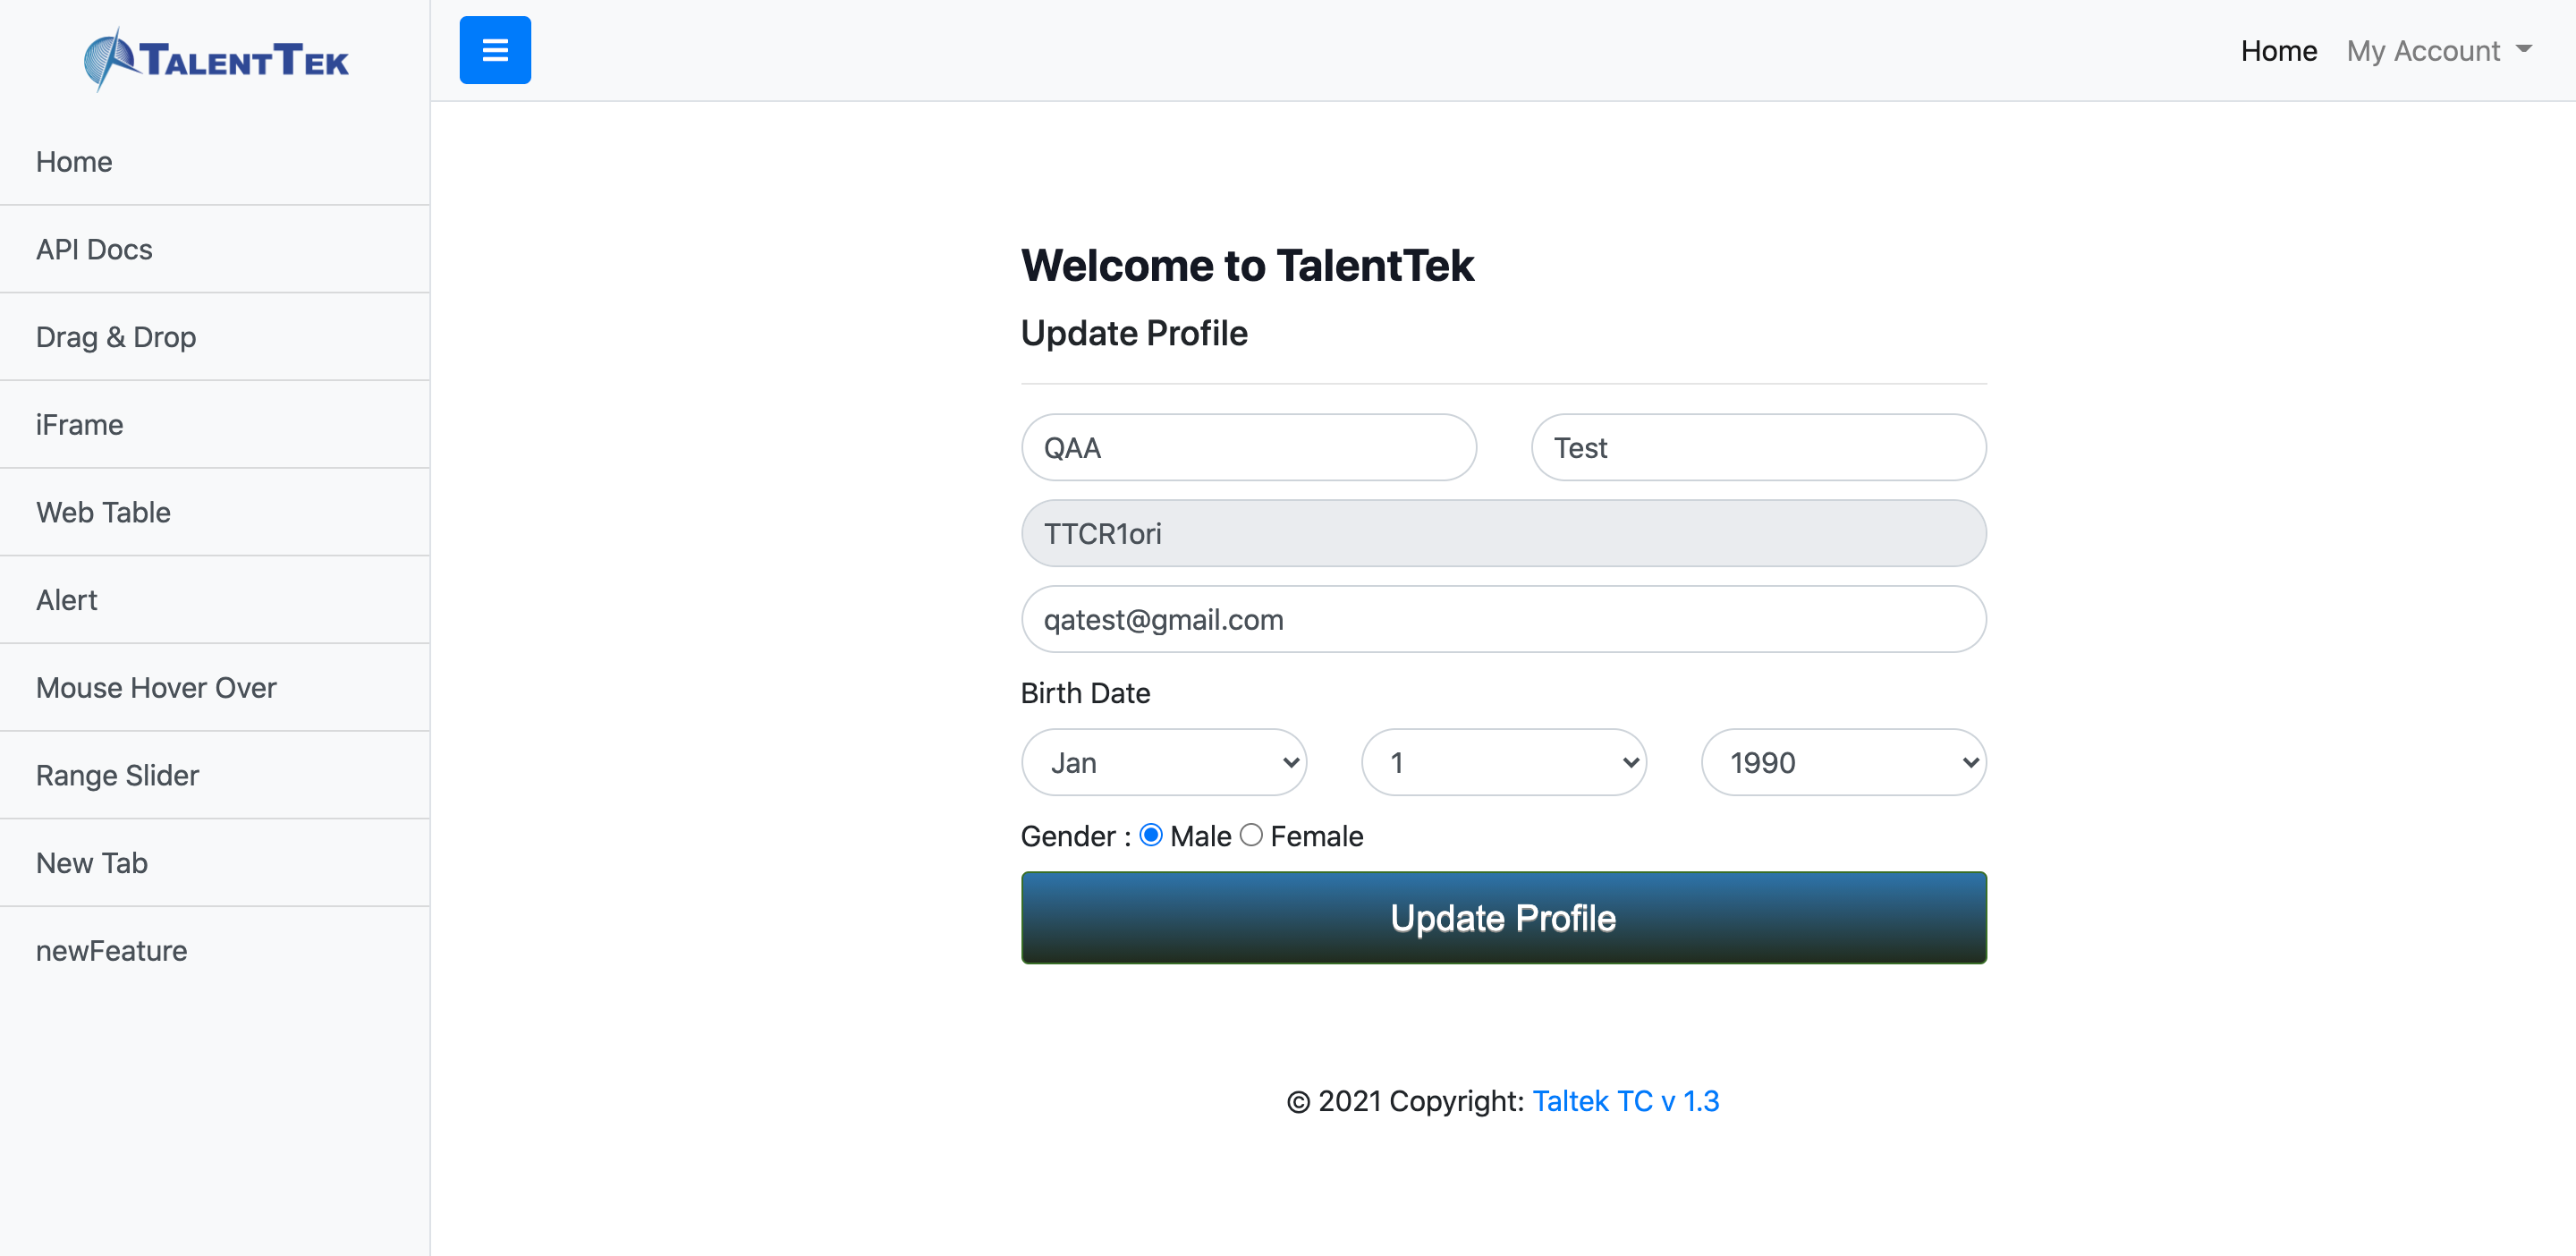 TALENTTEK
Home My Account
Home
API Docs
Drag & Drop
iFrame
Web Table
Alert
Mouse Hover Over
Range Slider
New Tab
newFeature
Welcome to TalentTek
Update Profile
QAA Test
TTCR1ori
qatest@gmail.com
Birth Date
Jan 1 1990
Gender : Male Female
Update Profile
© 2021 Copyright: Taltek TC v 1.3